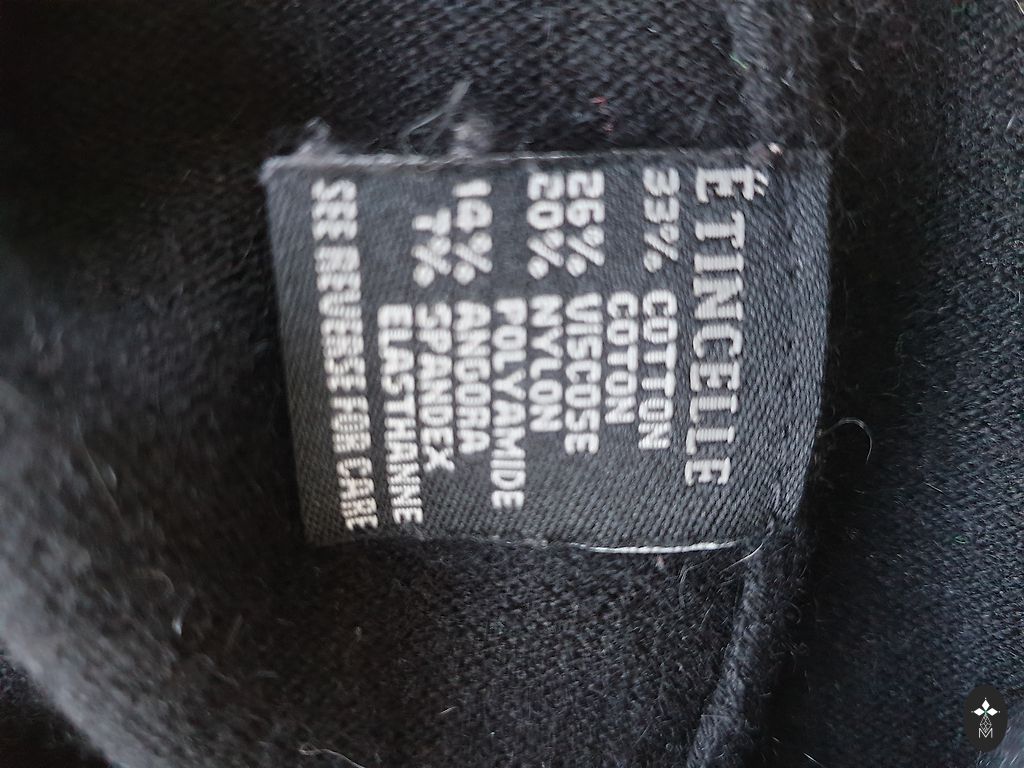 ÉTINCELLE
33% COTTON
COTON
26% VISCOSE
20% NYLON
POLYAMIDE
14% ANGORA
7% SPANDEX
ELASTHANNE
SEE REVERSE FOR CARE
M